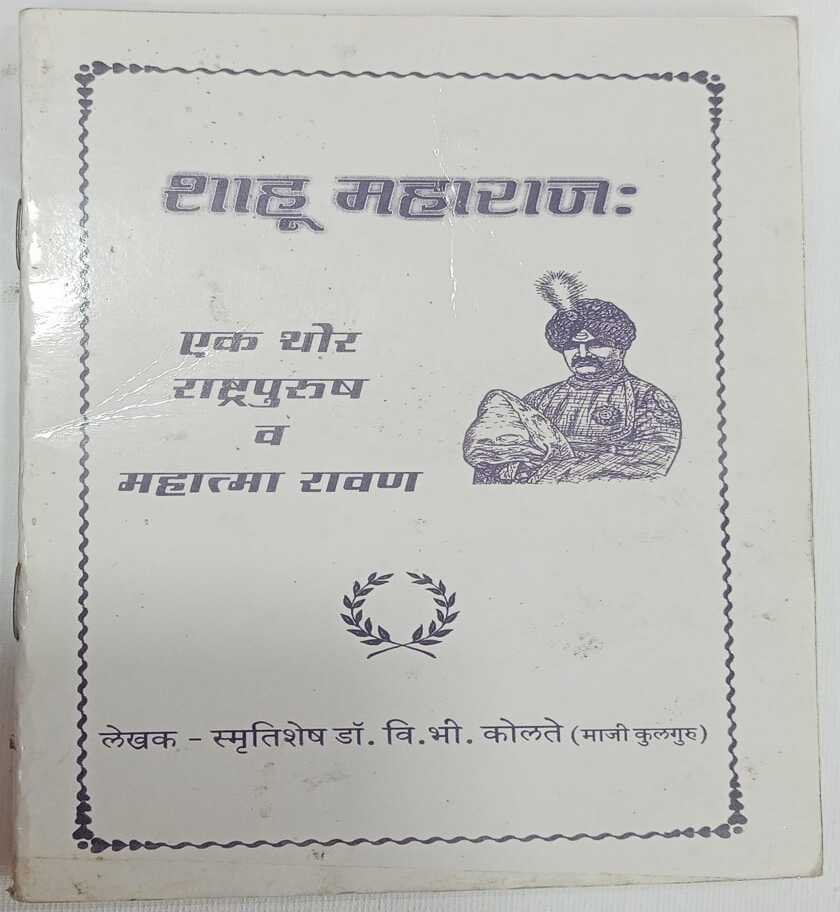 शाहू महाराजः
एक थोर
राष्ट्रपुरूष
व
महात्मा रावण
लेखक - स्मृतिशेष डॉ. वि.भी. कोलते (माजी कुलगुरु)